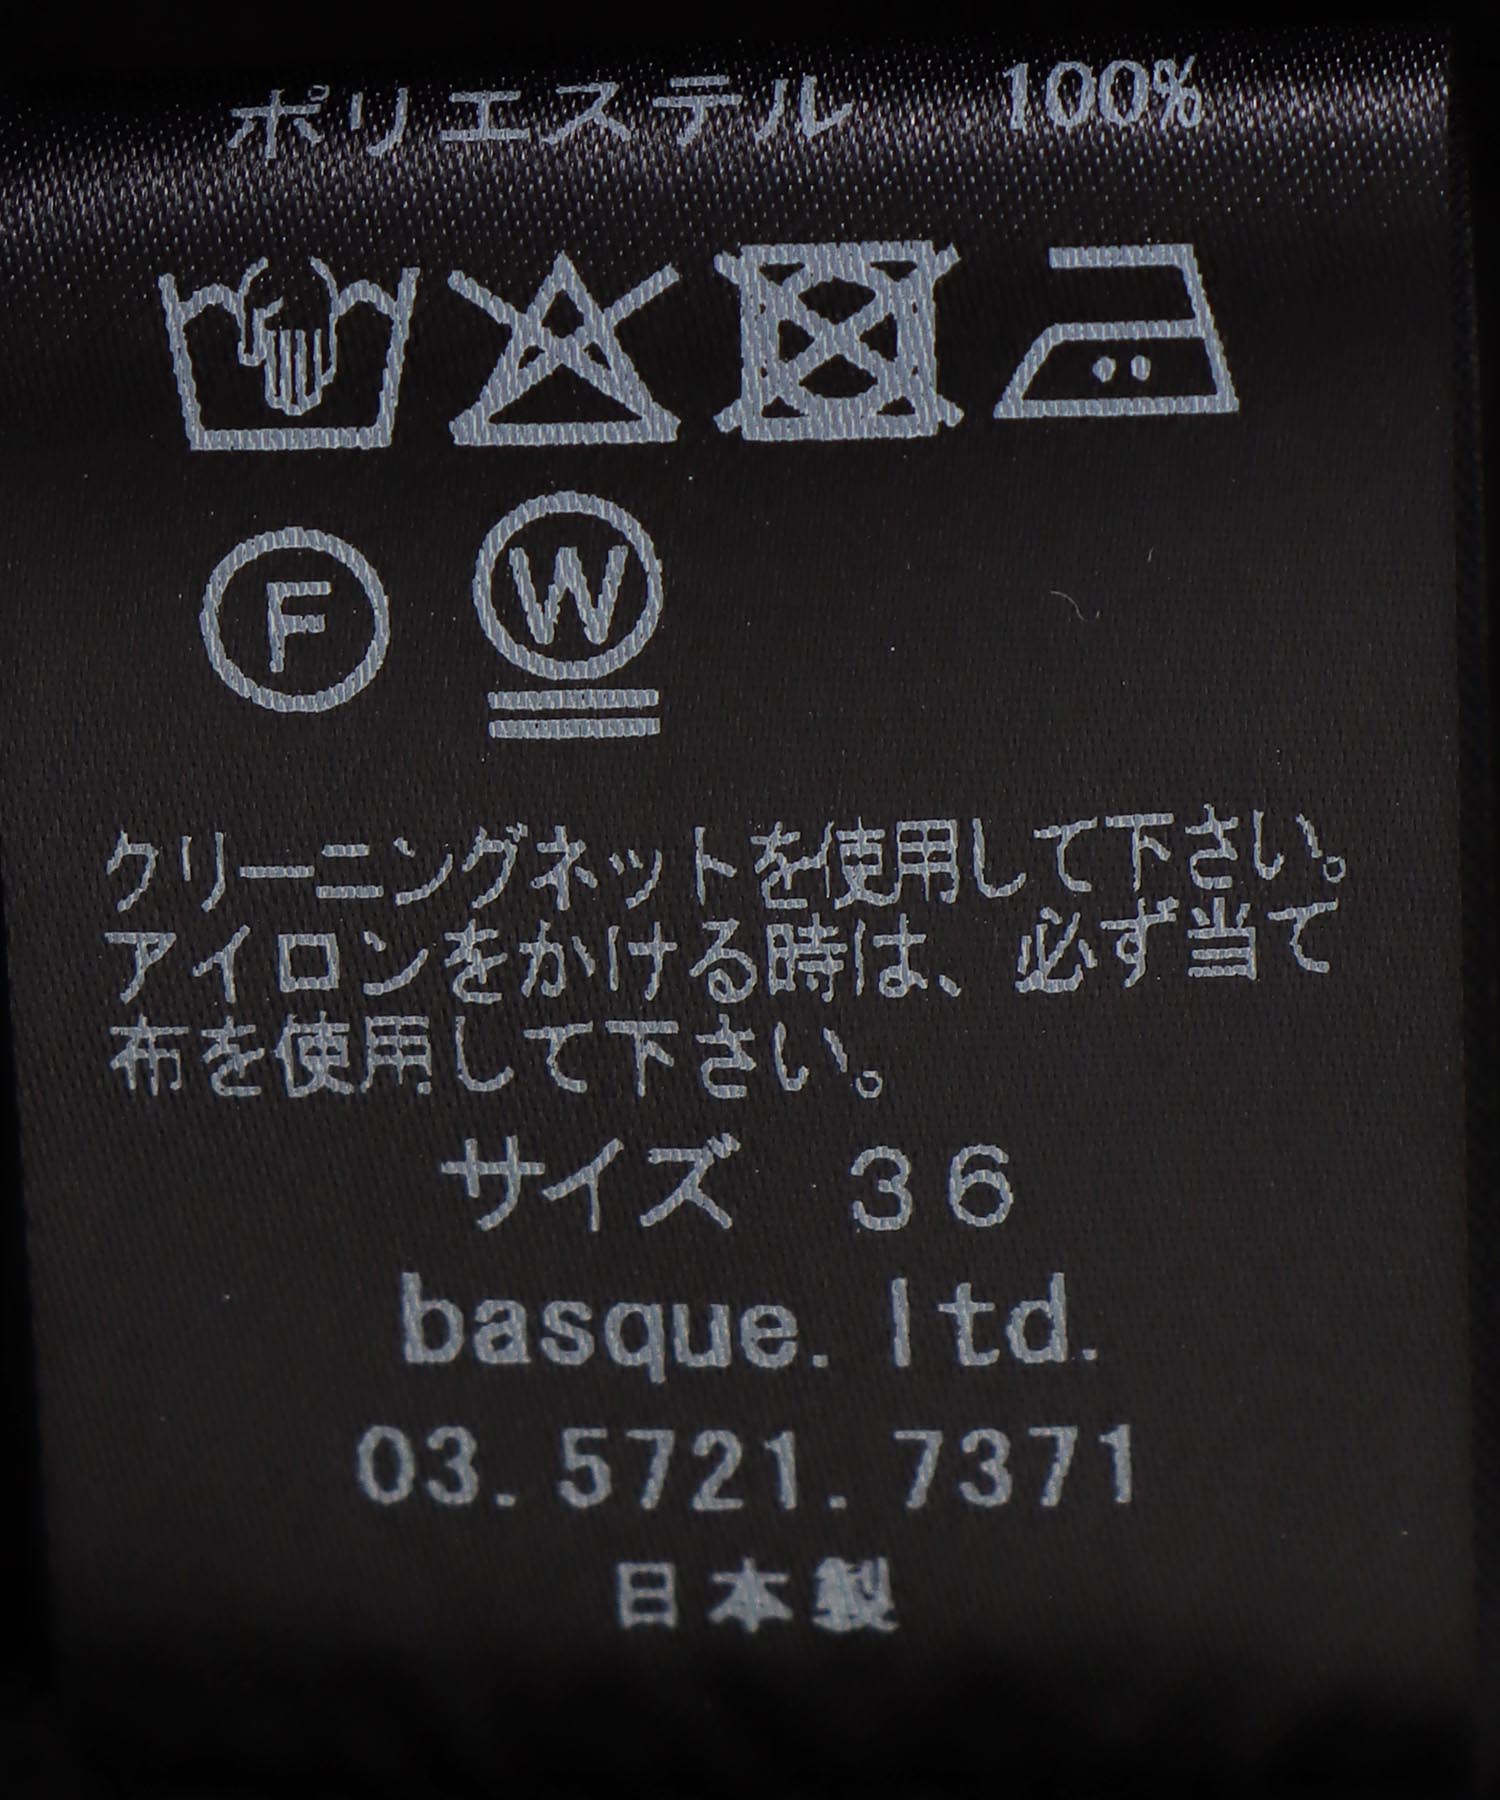 ポリエステル 100%
F W
クリーニングネットを使用して下さい。
アイロンをかける時は、必ず当て
布を使用して下さい。
サイズ 36
basque. ltd.
03. 5721. 7371
日本製